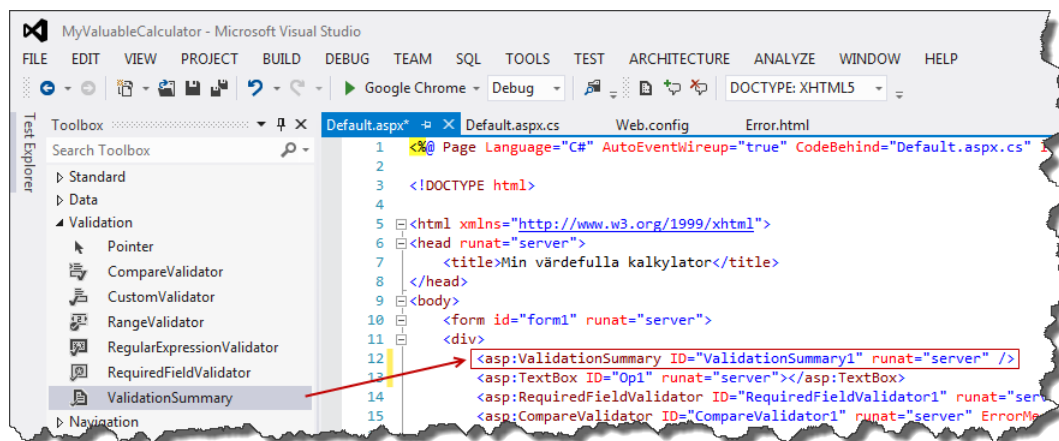 MyValuableCalculator - Microsoft Visual Studio
FILE EDIT VIEW PROJECT BUILD DEBUG TEAM SQL TOOLS TEST ARCHITECTURE ANALYZE WINDOW HELP
Google Chrome Debug DOCTYPE: XHTML5
Test Explorer
Toolbox
Search Toolbox
Standard
Data
Validation
Pointer
CompareValidator
CustomValidator
RangeValidator
RegularExpressionValidator
RequiredFieldValidator
ValidationSummary
Navigation
Default.aspx* Default.aspx.cs Web.config Error.html
1 <%@ Page Language="C#" AutoEventWireup="true" CodeBehind="Default.aspx.cs"
2
3 <!DOCTYPE html>
4
5 <html xmlns="http://www.w3.org/1999/xhtml">
6 <head runat="server">
7 <title>Min värdefulla kalkylator</title>
8 </head>
9 <body>
10 <form id="form1" runat="server">
11 <div>
12 <asp:ValidationSummary ID="ValidationSummary1" runat="server" />
13 <asp:TextBox ID="Op1" runat="server"></asp:TextBox>
14 <asp:RequiredFieldValidator ID="RequiredFieldValidator1" runat="serv
15 <asp:CompareValidator ID="CompareValidator1" runat="server" ErrorMe